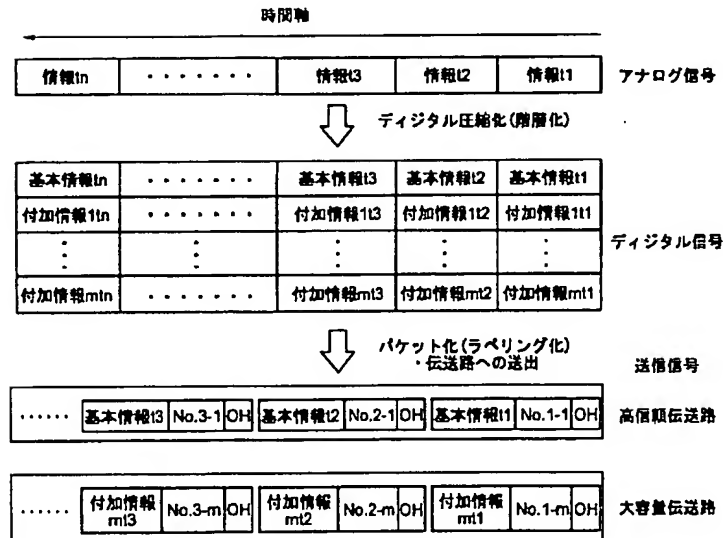 時間軸
情報tn ・・・・・・・ 情報t3 情報t2 情報t1 アナログ信号
ディジタル圧縮化(階層化)
基本情報tn ・・・・・・・ 基本情報t3 基本情報t2 基本情報t1
付加情報1tn ・・・・・・・ 付加情報1t3 付加情報1t2 付加情報1t1
ディジタル信号
付加情報mtn ・・・・・・・ 付加情報mt3 付加情報mt2 付加情報mt1
パケット化(ラベリング化)
・伝送路への送出
送信信号
・・・・・・ 基本情報t3 No.3-1 OH 基本情報t2 No.2-1 OH 基本情報t1 No.1-1 OH 高信頼伝送路
・・・・・・ 付加情報mt3 No.3-m OH 付加情報mt2 No.2-m OH 付加情報mt1 No.1-m OH 大容量伝送路